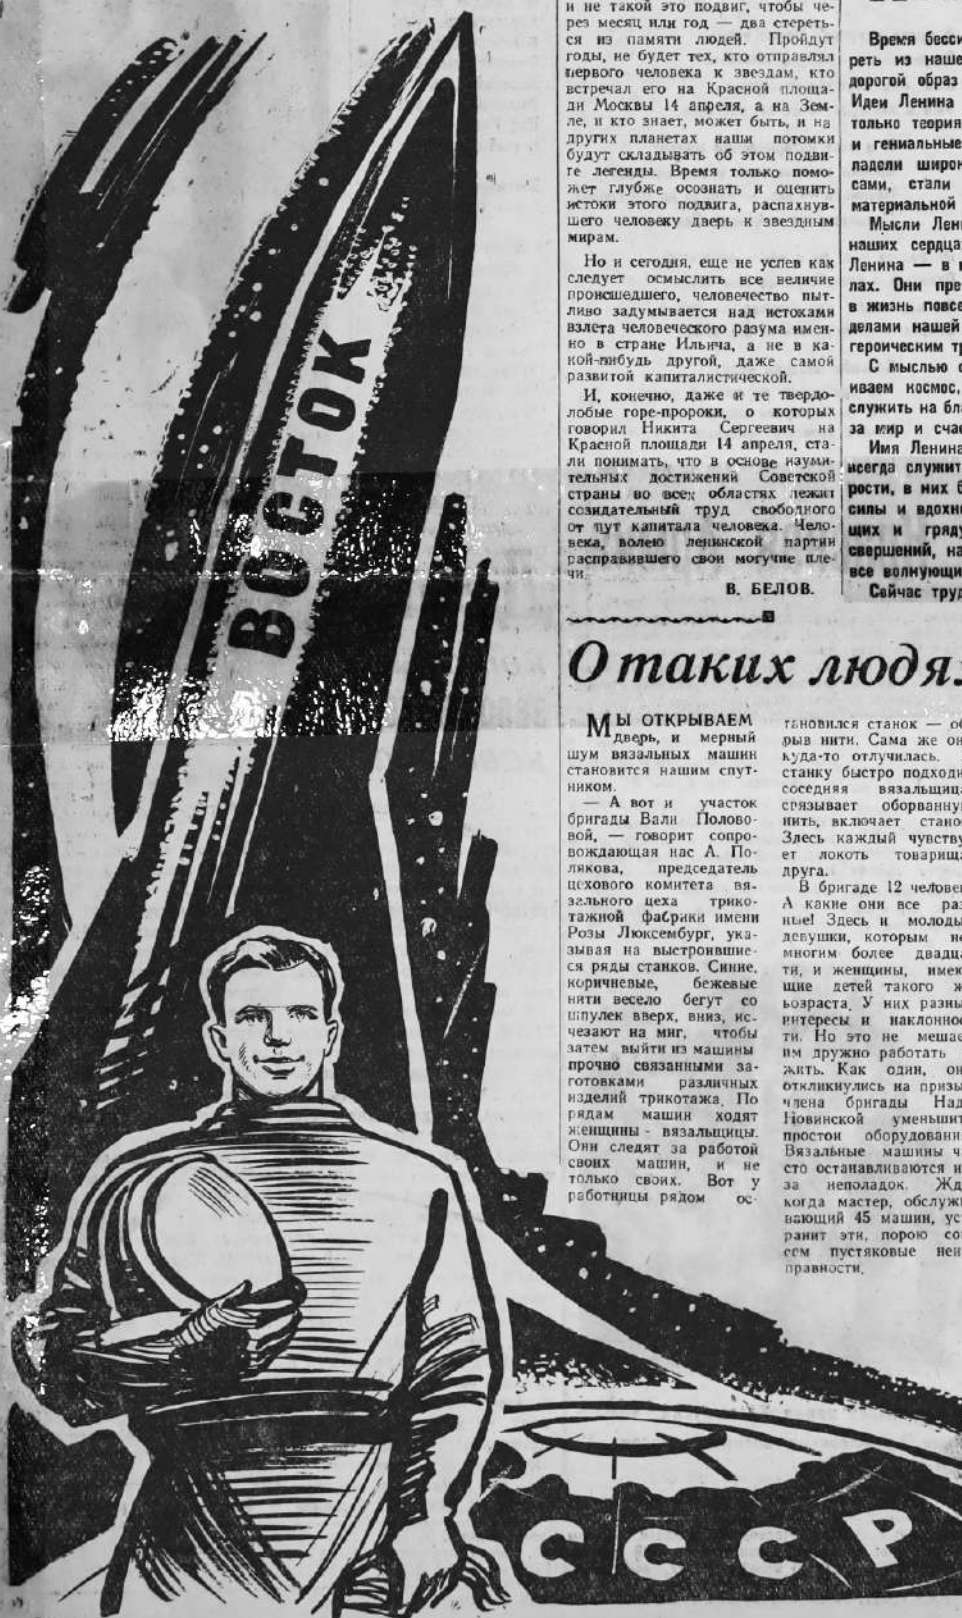 ВОСТОК
и не такой это подвиг, чтобы че-
рез месяц или год — два стереть-
ся из памяти людей. Пройдут
годы, не будет тех, кто отправлял
первого человека к звездам, кто
встречал его на Красной площа-
ди Москвы 14 апреля, а на Зем-
ле, и кто знает, может быть, и на
других планетах наши потомки
будут складывать об этом подви-
ге легенды. Время только помо-
жет глубже осознать и оценить
истоки этого подвига, распахнув-
шего человеку дверь к звездным
мирам.
Но и сегодня, еще не успев как
следует осмыслить все величие
происшедшего, человечество пыт-
ливо задумывается над истоками
взлета человеческого разума имен-
но в стране Ильича, а не в ка-
кой-нибудь другой, даже самой
развитой капиталистической.
И, конечно, даже и те твердо-
лобые горе-пророки, о которых
говорил Никита Сергеевич на
Красной площади 14 апреля, ста-
ли понимать, что в основе изуми-
тельных достижений Советской
страны во всех областях лежит
созидательный труд свободного
от пут капитала человека. Чело-
века, волею ленинской партии
расправившего свои могучие пле-
чи.
В. БЕЛОВ.
Время бесси
реть из наше
дорогой образ
Идеи Ленина
только теория
и гениальные
ладели широк
сами, стали
материальной
Мысли Лен
наших сердца
Ленина — в
лах. Они пре
в жизнь повсе
делами нашей
героическим т
С мыслью о
иваем космос,
служить на бл
за мир и счас
Имя Ленина
всегда служит
рости, в них
силы и вдохн
щих и гряду
свершений, на
все волнующи
Сейчас труд
О таких людя
МЫ ОТКРЫВАЕМ
дверь, и мерный
шум вязальных машин
становится нашим спут-
ником.
— А вот и участок
бригады Вали Полово-
вой, — говорит сопро-
вождающая нас А. По-
лякова, председатель
цехового комитета вя-
зального цеха трико-
тажной фабрики имени
Розы Люксембург, ука-
зывая на выстроившие-
ся ряды станков. Синие,
коричневые, бежевые
нити весело бегут со
шпулек вверх, вниз, ис-
чезают на миг, чтобы
затем выйти из машины
прочно связанными за-
готовками различных
изделий трикотажа. По
рядам машин ходят
женщины - вязальщицы.
Они следят за работой
своих машин, и не
только своих. Вот у
работницы рядом ос-
тановился станок — об
рыв нити. Сама же он
куда-то отлучилась.
станку быстро подходи
соседняя вязальщица
связывает оборванну
нить, включает стано
Здесь каждый чувству
ет локоть товарища
друга.
В бригаде 12 человек
А какие они все раз
ные! Здесь и молоды
девушки, которым не
многим более двадца
ти, и женщины, имею
щие детей такого ж
возраста. У них разны
интересы и наклоннос
ти. Но это не мешае
им дружно работать
жить. Как один, он
откликнулись на призы
члена бригады Над
Новинской уменьшит
простои оборудовани
Вязальные машины ч
сто останавливаются и
за неполадок. Жд
когда мастер, обслужи
вающий 45 машин, уст
ранит эти, порою со
сем пустяковые неи
правности.
СССР